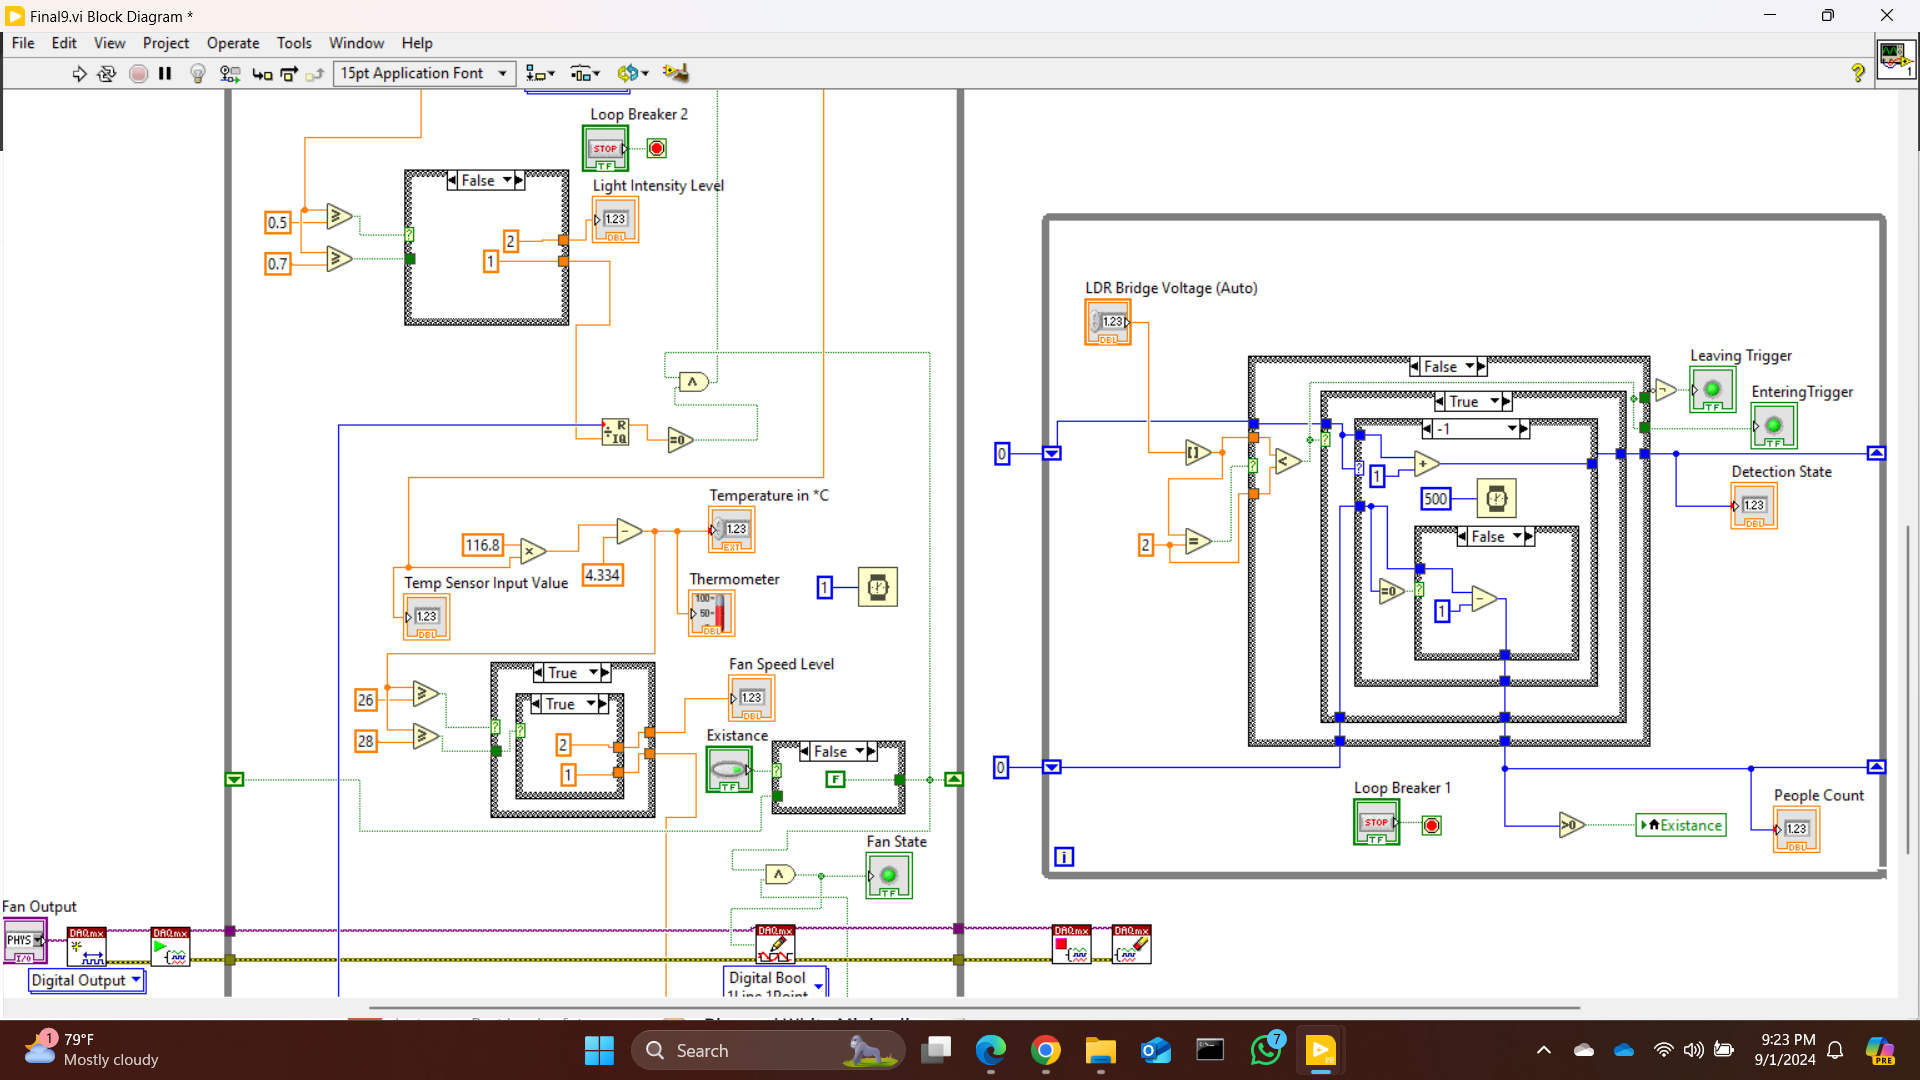 Final9.vi Block Diagram *
File Edit View Project Operate Tools Window Help
15pt Application Font
1
Loop Breaker 2
STOP
TF
Light Intensity Level
1.23
DBL
False
0.5
0.7
2
1
?
R
IQ
=0
Temperature in *C
1.23
EXT
116.8
4.334
Temp Sensor Input Value
1.23
DBL
Thermometer
100
50
DBL
1
Fan Speed Level
1.23
DBL
True
True
26
28
2
1
Existance
TF
False
F
Fan State
TF
Fan Output
PHYS
I/O
DAQmx
DAQmx
DAQmx
DAQmx
DAQmx
Digital Output
Digital Bool
1Line 1Point
LDR Bridge Voltage (Auto)
1.23
DBL
0
0
2
False
True
-1
1
500
False
=0
1
Leaving Trigger
TF
EnteringTrigger
TF
Detection State
1.23
DBL
Loop Breaker 1
STOP
TF
>0
Existance
People Count
1.23
DBL
i
1
79°F
Mostly cloudy
Search
7
9:23 PM
9/1/2024
PRE